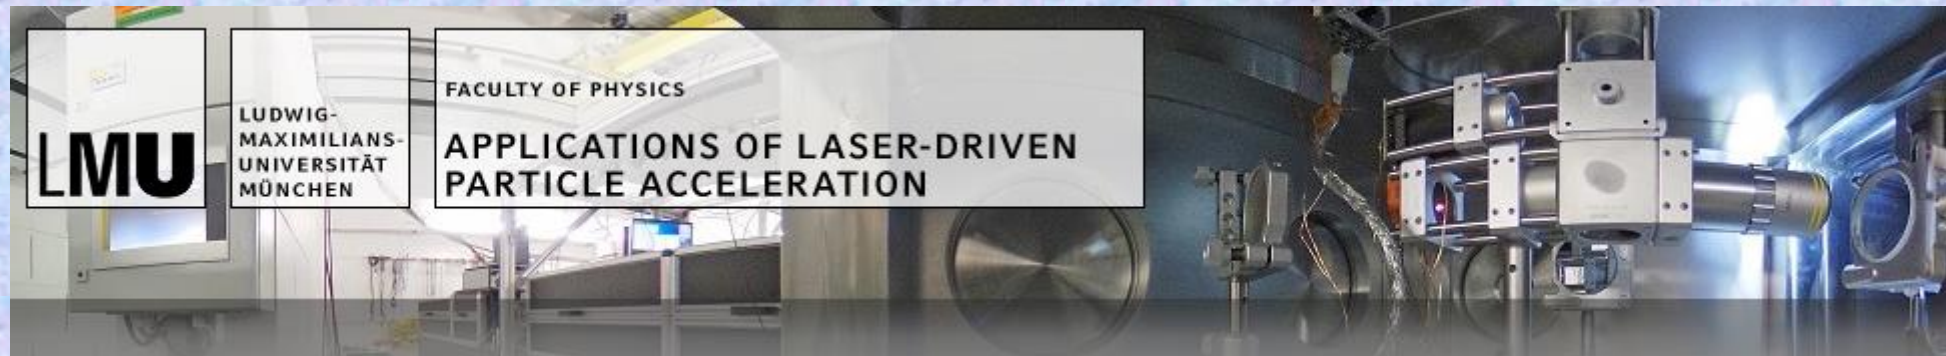 LMU
LUDWIG-
MAXIMILIANS-
UNIVERSITÄT
MÜNCHEN
FACULTY OF PHYSICS
APPLICATIONS OF LASER-DRIVEN
PARTICLE ACCELERATION